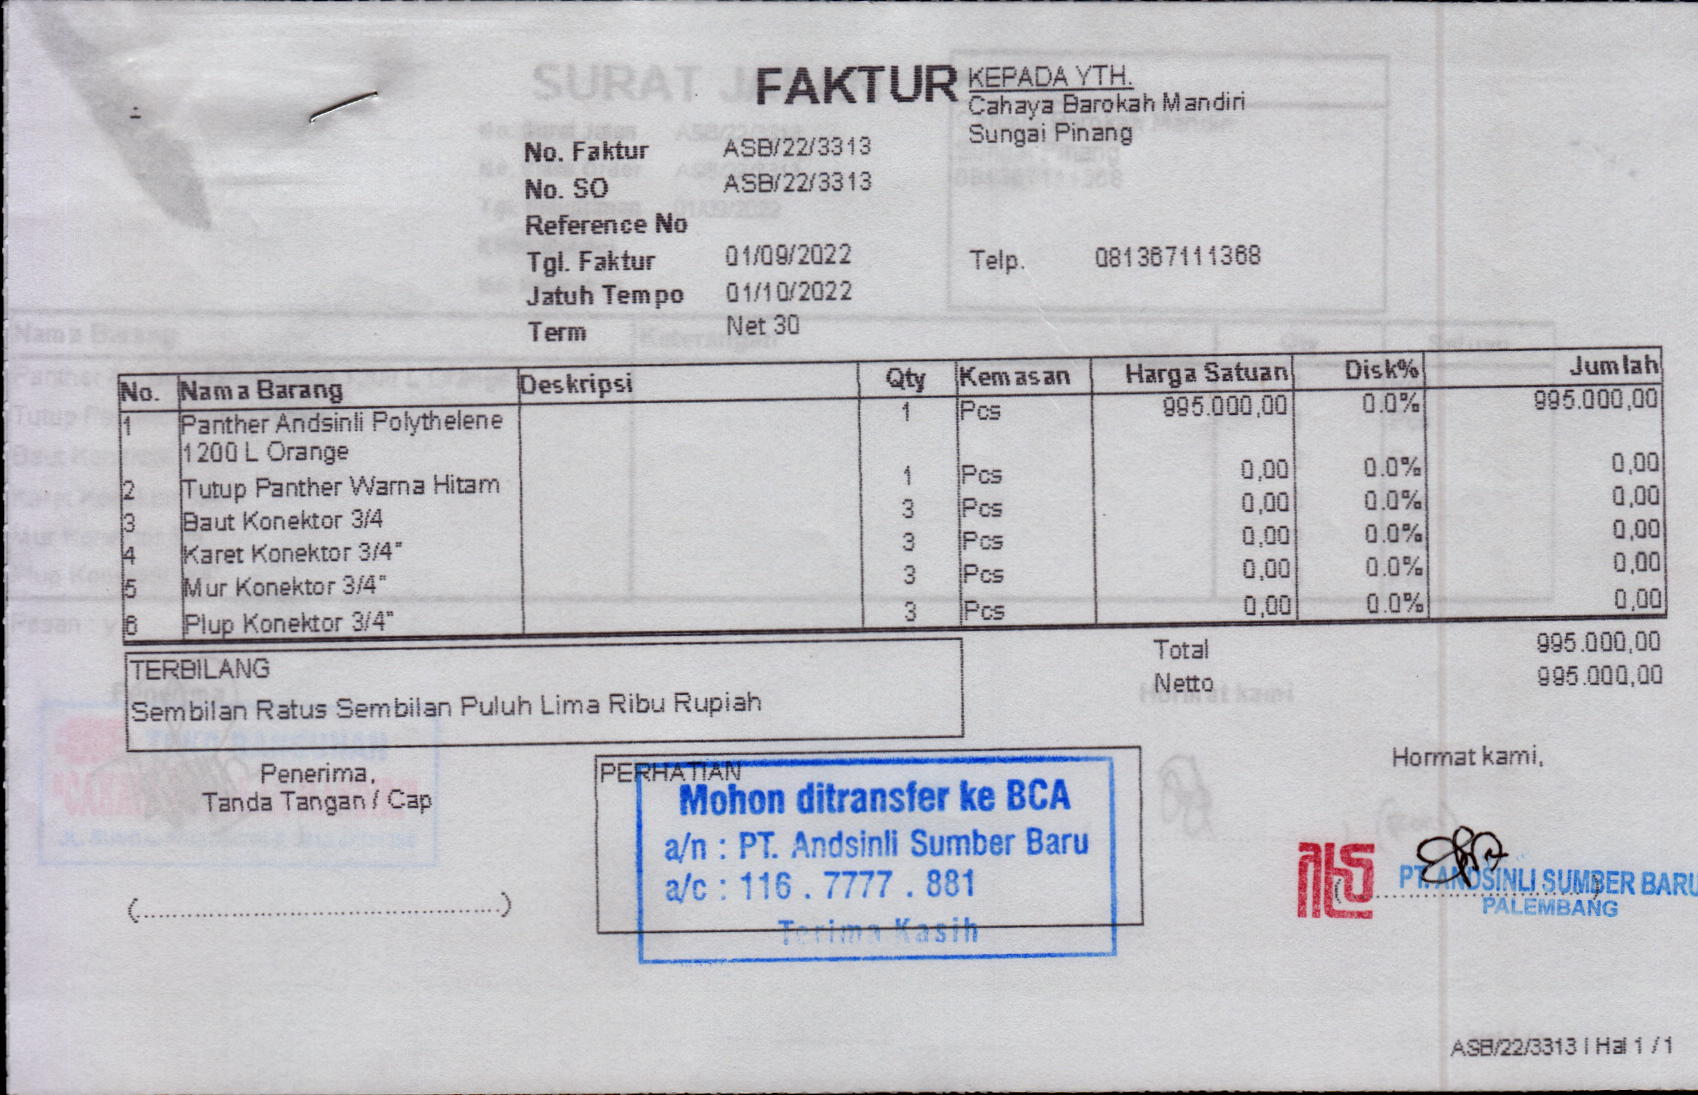 FAKTUR
KEPADA YTH.
Cahaya Barokah Mandiri
Sungai Pinang
No. Faktur ASB/22/3313
No. SO ASB/22/3313
Reference No
Tgl. Faktur 01/09/2022
Telp. 081367111368
Jatuh Tempo 01/10/2022
Term Net 30
No. Nama Barang Deskripsi Qty Kemasan Harga Satuan Disk% Jumlah
1 Panther Andsinli Polythelene 1 Pcs 995.000,00 0.0% 995.000,00
1200 L Orange
2 Tutup Panther Warna Hitam 1 Pcs 0,00 0.0% 0,00
3 Baut Konektor 3/4 3 Pcs 0,00 0.0% 0,00
4 Karet Konektor 3/4" 3 Pcs 0,00 0.0% 0,00
5 Mur Konektor 3/4" 3 Pcs 0,00 0.0% 0,00
6 Plup Konektor 3/4" 3 Pcs 0,00 0.0% 0,00
Total 995.000,00
Netto 995.000,00
TERBILANG
Sembilan Ratus Sembilan Puluh Lima Ribu Rupiah
Penerima,
Tanda Tangan / Cap
PERHATIAN
Mohon ditransfer ke BCA
a/n : PT. Andsinli Sumber Baru
a/c : 116 . 7777 . 881
Terima Kasih
Hormat kami,
PT. ANDSINLI SUMBER BARU
PALEMBANG
ASB/22/3313 | Hal 1 / 1